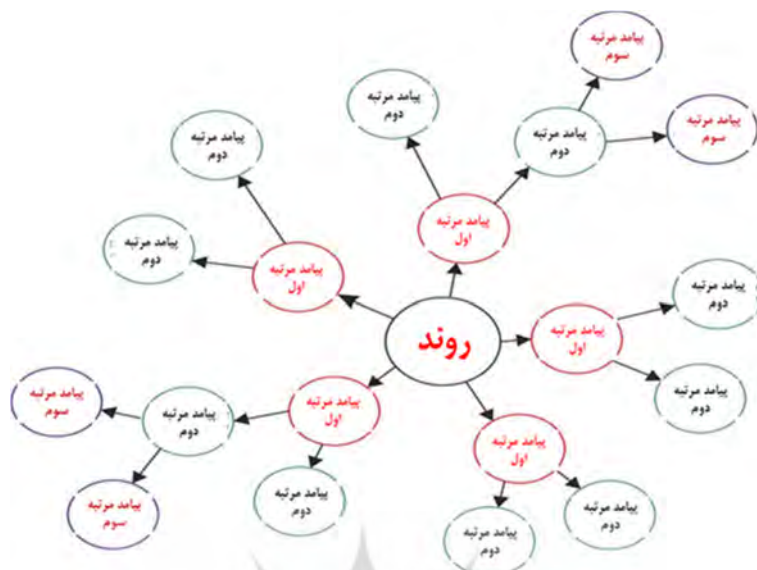 پیامد مرتبه
سوم
پیامد مرتبه
دوم
پیامد مرتبه
سوم
پیامد مرتبه
دوم
پیامد مرتبه
دوم
پیامد مرتبه
اول
پیامد مرتبه
دوم
پیامد مرتبه
اول
پیامد مرتبه
دوم
روند
پیامد مرتبه
اول
پیامد مرتبه
دوم
پیامد مرتبه
سوم
پیامد مرتبه
دوم
پیامد مرتبه
اول
پیامد مرتبه
اول
پیامد مرتبه
سوم
پیامد مرتبه
دوم
پیامد مرتبه
دوم
پیامد مرتبه
دوم